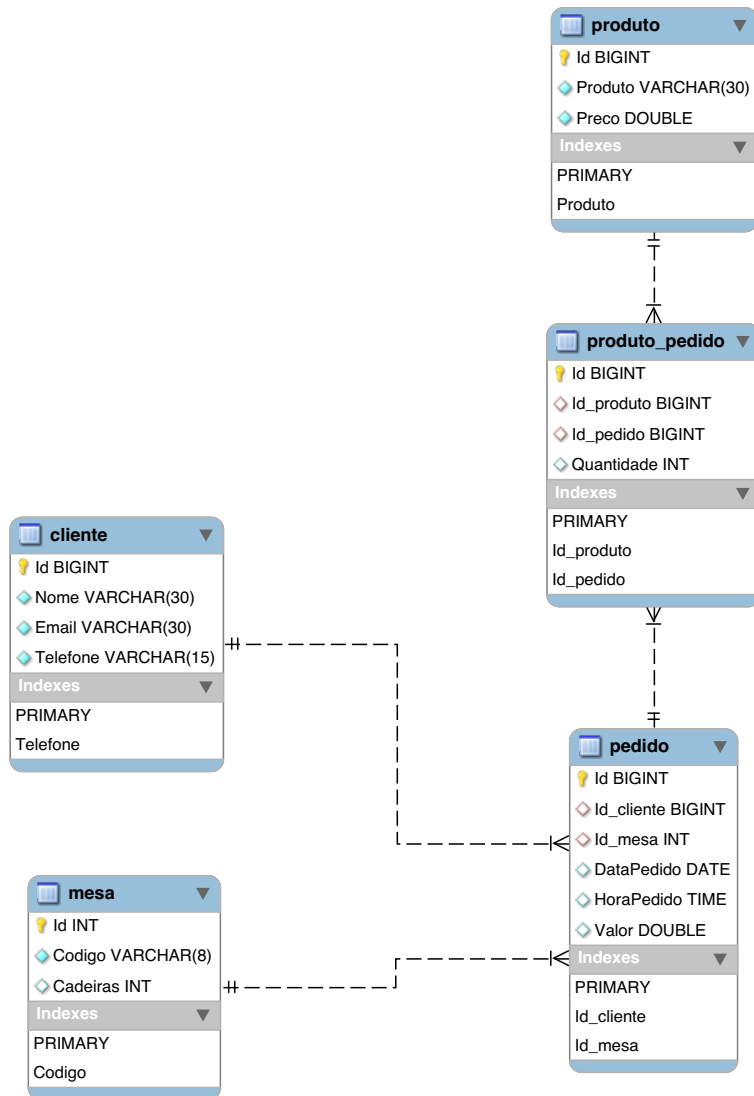 produto
Id BIGINT
Produto VARCHAR(30)
Preco DOUBLE
Indexes
PRIMARY
Produto
produto_pedido
Id BIGINT
Id_produto BIGINT
Id_pedido BIGINT
Quantidade INT
Indexes
PRIMARY
Id_produto
Id_pedido
cliente
Id BIGINT
Nome VARCHAR(30)
Email VARCHAR(30)
Telefone VARCHAR(15)
Indexes
PRIMARY
Telefone
pedido
Id BIGINT
Id_cliente BIGINT
Id_mesa INT
DataPedido DATE
HoraPedido TIME
Valor DOUBLE
Indexes
PRIMARY
Id_cliente
Id_mesa
mesa
Id INT
Codigo VARCHAR(8)
Cadeiras INT
Indexes
PRIMARY
Codigo